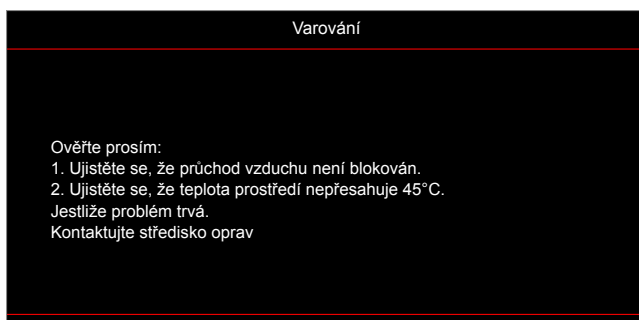 Varování
Ověřte prosím:
1. Ujistěte se, že průchod vzduchu není blokován.
2. Ujistěte se, že teplota prostředí nepřesahuje 45°C.
Jestliže problém trvá.
Kontaktujte středisko oprav